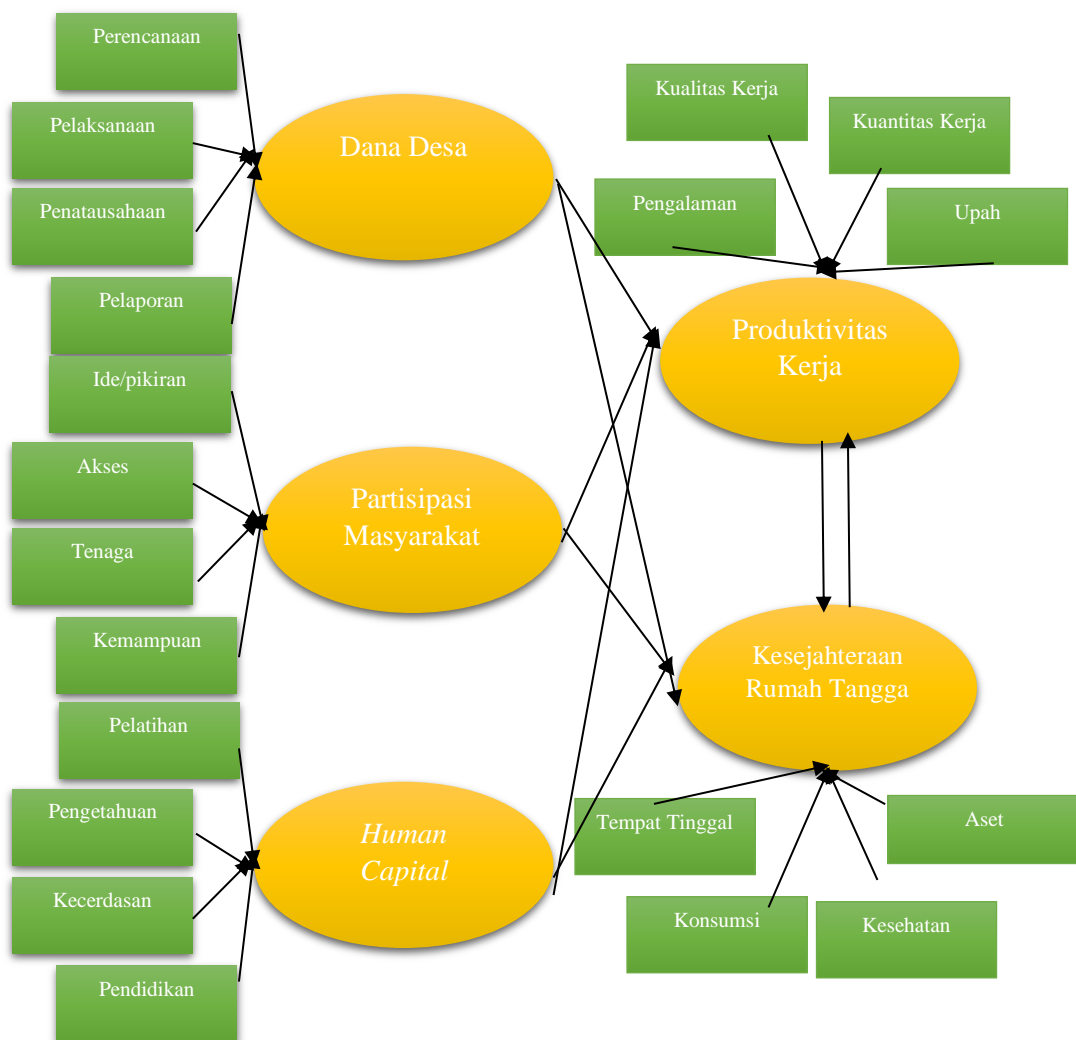 Perencanaan
Pelaksanaan
Penatausahaan
Pelaporan
Dana Desa
Ide/pikiran
Akses
Tenaga
Kemampuan
Partisipasi
Masyarakat
Pelatihan
Pengetahuan
Kecerdasan
Pendidikan
Human
Capital
Kualitas Kerja
Kuantitas Kerja
Pengalaman
Upah
Produktivitas
Kerja
Kesejahteraan
Rumah Tangga
Tempat Tinggal
Aset
Konsumsi
Kesehatan